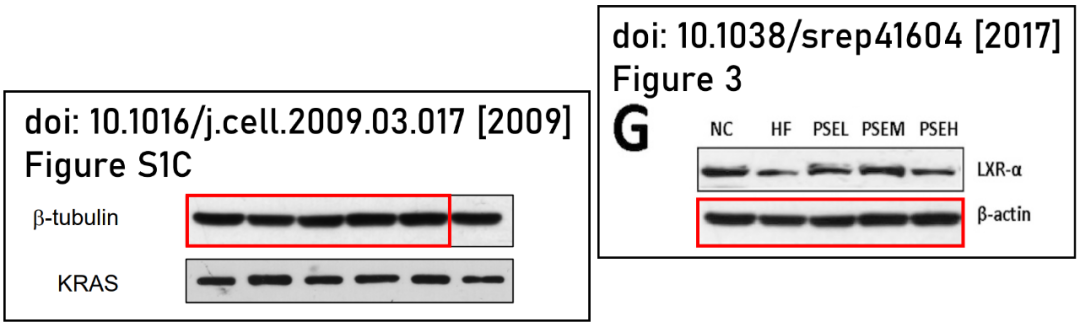 doi: 10.1016/j.cell.2009.03.017 [2009]
Figure S1C
β-tubulin
KRAS
doi: 10.1038/srep41604 [2017]
Figure 3
G
NC HF PSEL PSEM PSEH
LXR-α
β-actin